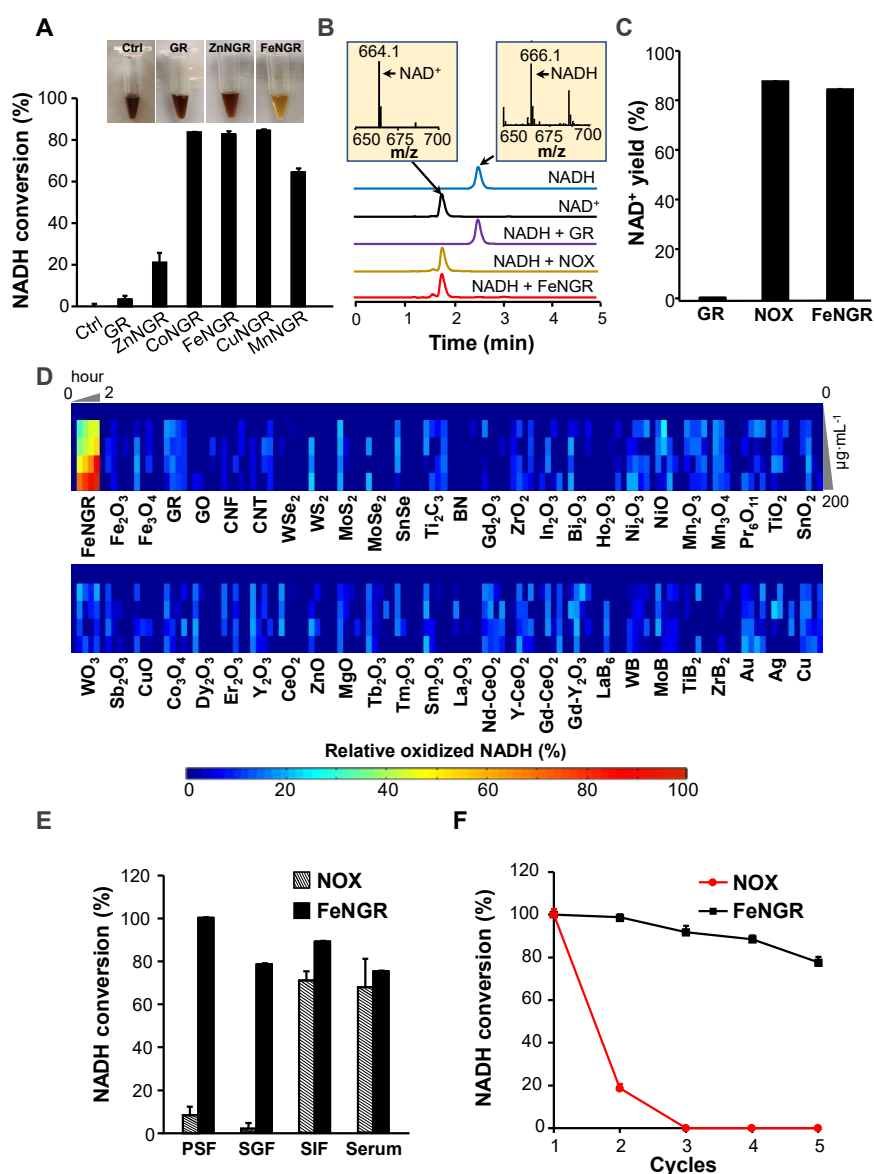 A
Ctrl GR ZnNGR FeNGR
NADH conversion (%)
100
80
60
40
20
0
Ctrl GR ZnNGR CoNGR FeNGR CuNGR MnNGR
B
664.1
NAD⁺
650 675 700
m/z
666.1
NADH
650 675 700
m/z
NADH
NAD⁺
NADH + GR
NADH + NOX
NADH + FeNGR
0 1 2 3 4 5
Time (min)
C
NAD⁺ yield (%)
100
80
60
40
20
0
GR NOX FeNGR
D
hour
0 2
0
µg·mL⁻¹
200
FeNGR Fe₂O₃ Fe₃O₄ GR GO CNF CNT WSe₂ WS₂ MoS₂ MoSe₂ SnSe Ti₂C₃ BN Gd₂O₃ ZrO₂ In₂O₃ Bi₂O₃ Ho₂O₃ Ni₂O₃ NiO Mn₂O₃ Mn₃O₄ Pr₆O₁₁ TiO₂ SnO₂
WO₃ Sb₂O₃ CuO Co₃O₄ Dy₂O₃ Er₂O₃ Y₂O₃ CeO₂ ZnO MgO Tb₂O₃ Tm₂O₃ Sm₂O₃ La₂O₃ Nd-CeO₂ Y-CeO₂ Gd-CeO₂ Gd-Y₂O₃ LaB₆ WB MoB TiB₂ ZrB₂ Au Ag Cu
Relative oxidized NADH (%)
0 20 40 60 80 100
E
NADH conversion (%)
120
100
80
60
40
20
0
NOX
FeNGR
PSF SGF SIF Serum
F
NADH conversion (%)
120
100
80
60
40
20
0
NOX
FeNGR
1 2 3 4 5
Cycles